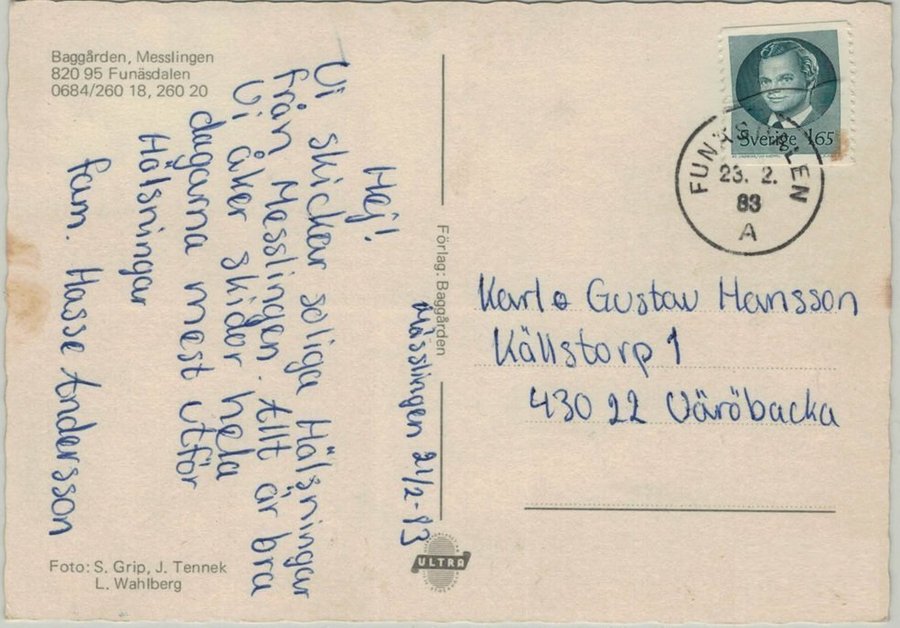 Baggården, Messlingen
820 95 Funäsdalen
0684/260 18, 260 20
Mässlingen 21/2-83
Hej!
Vi skickar soliga Hälsningar
från Messlingen. Allt är bra
Vi åker skidor hela
dagarna mest utför
Hälsningar
fam. Hasse Andersson
Foto: S. Grip, J. Tennek
L. Wahlberg
Förlag: Baggården
ULTRA
Sverige 165
FUNÄSDALEN
23. 2.
83
A
Karl Gustav Hansson
Källstorp 1
430 22 Väröbacka